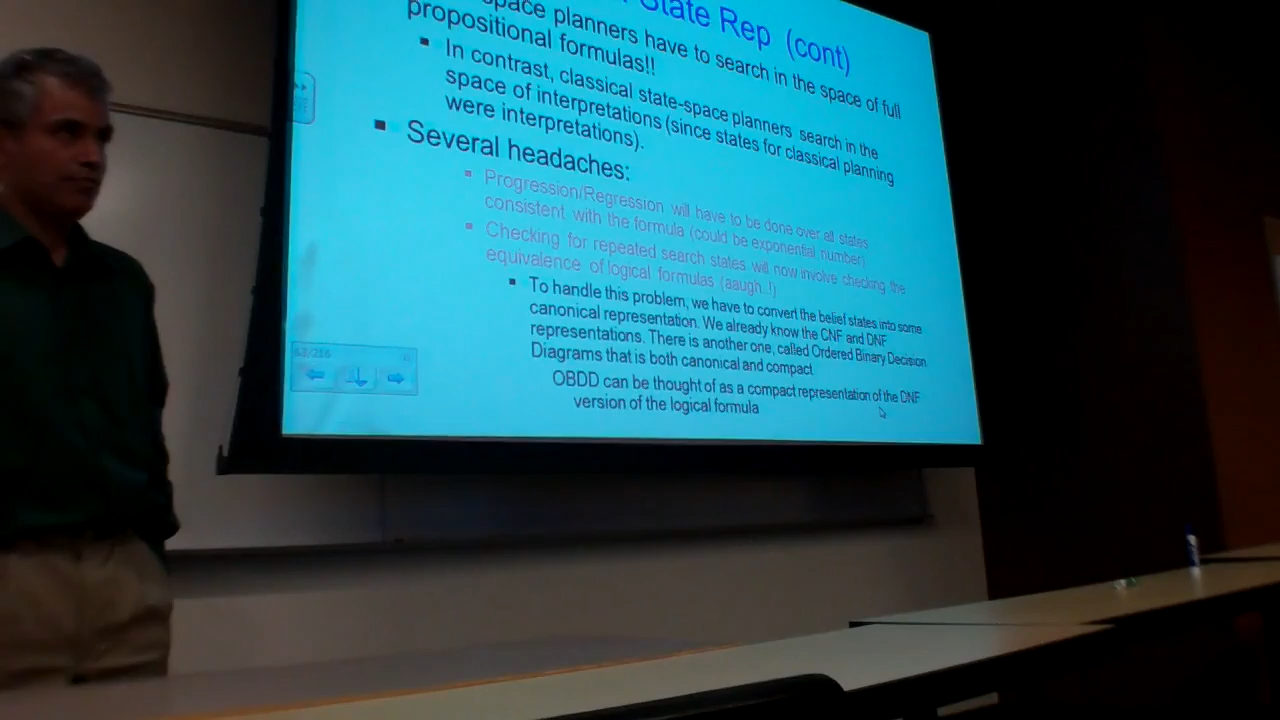 State Rep (cont)
space planners have to search in the space of full
propositional formulas!!
In contrast, classical state-space planners search in the
space of interpretations (since states for classical planning
were interpretations).
Several headaches:
Progression/Regression will have to be done over all states
consistent with the formula (could be exponential number).
Checking for repeated search states will now involve checking the
equivalence of logical formulas (aaugh..!)
To handle this problem, we have to convert the belief states into some
canonical representation. We already know the CNF and DNF
representations. There is another one, called Ordered Binary Decision
Diagrams that is both canonical and compact
OBDD can be thought of as a compact representation of the DNF
version of the logical formula